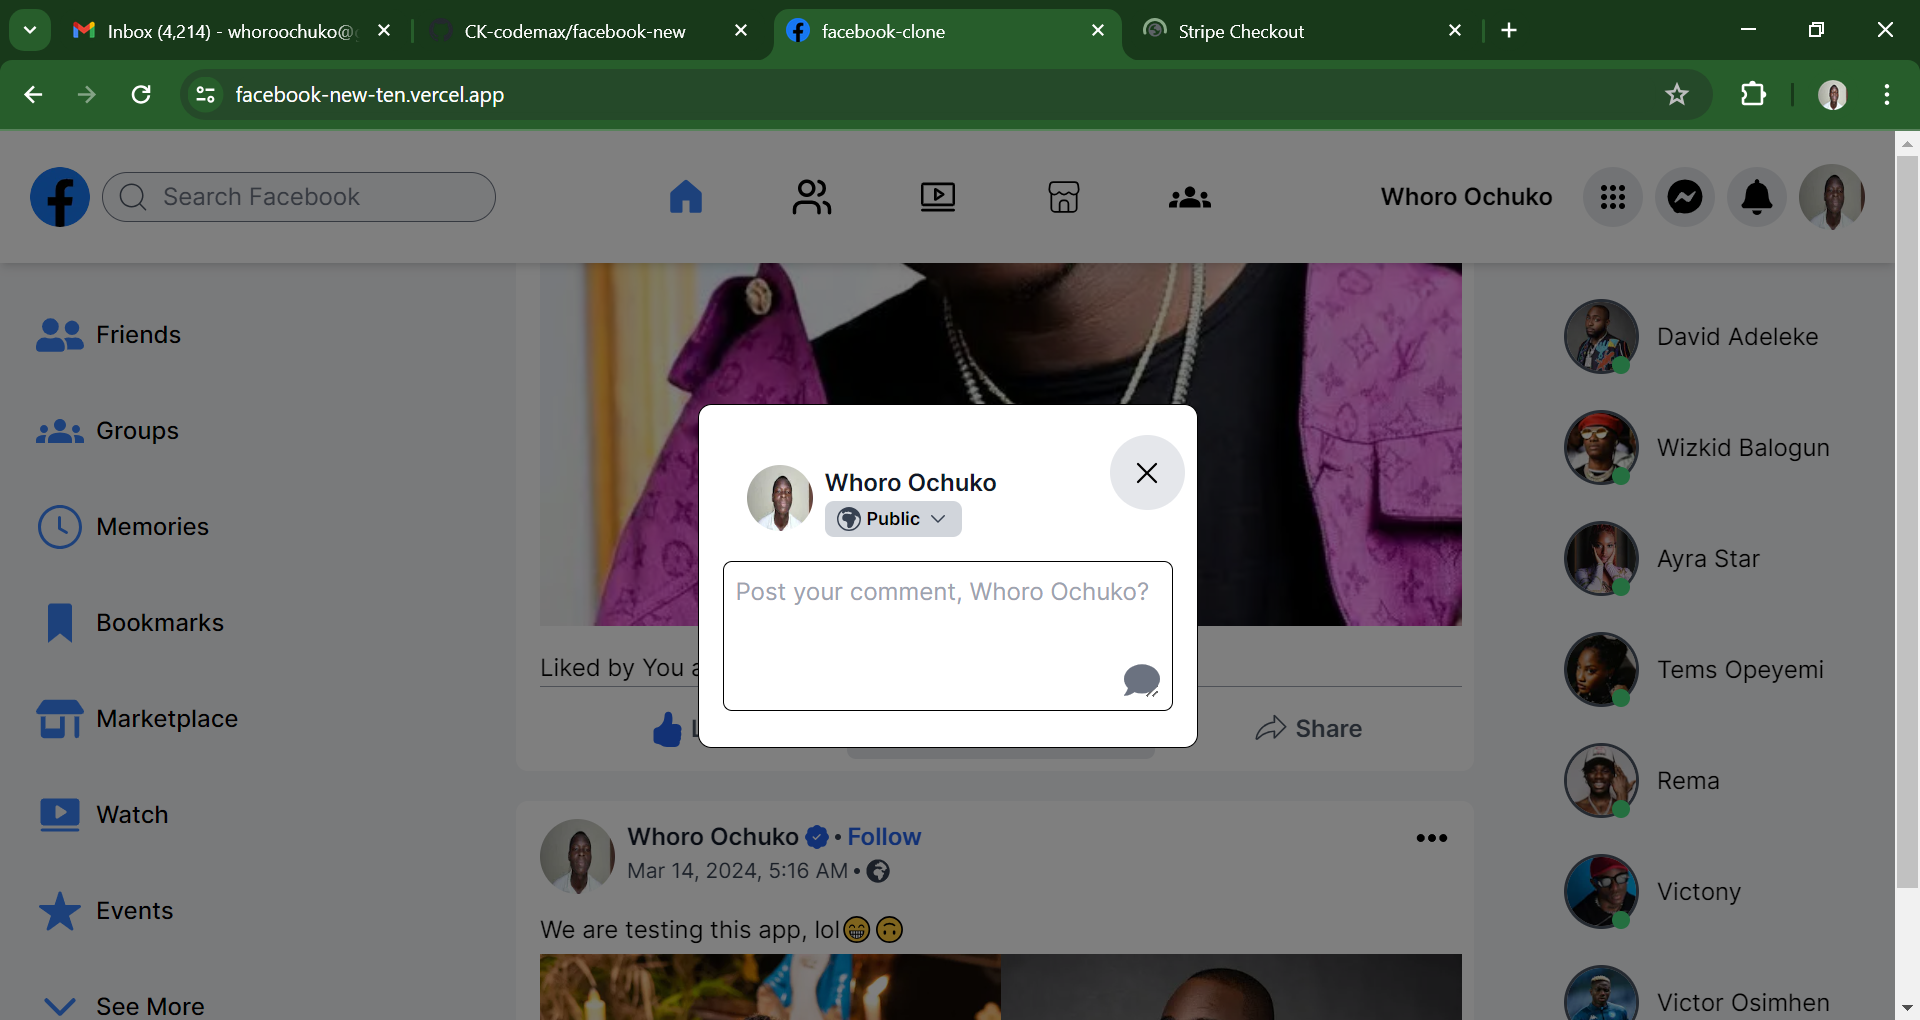 Inbox (4,214) - whoroochuko@
CK-codemax/facebook-new
facebook-clone
Stripe Checkout
facebook-new-ten.vercel.app
Search Facebook
Whoro Ochuko
Friends
Groups
Memories
Bookmarks
Marketplace
Watch
Events
See More
Liked by You a
Share
Whoro Ochuko
Public
Post your comment, Whoro Ochuko?
Whoro Ochuko • Follow
Mar 14, 2024, 5:16 AM •
We are testing this app, lol😁🙃
David Adeleke
Wizkid Balogun
Ayra Star
Tems Opeyemi
Rema
Victony
Victor Osimhen